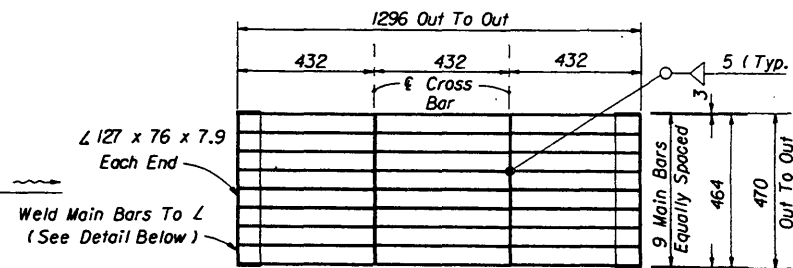 1296 Out To Out
432 432 432
5 (Typ.
℄ Cross
Bar
3
∠ 127 x 76 x 7.9
Each End
Weld Main Bars To ∠
(See Detail Below)
9 Main Bars
Equally Spaced
464
470
Out To Out